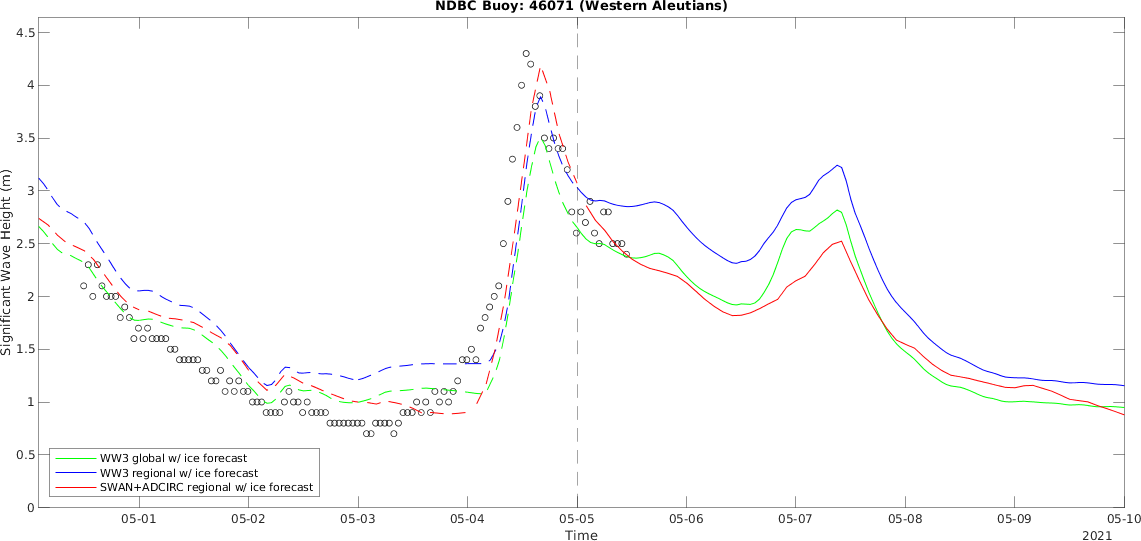 NDBC Buoy: 46071 (Western Aleutians)
4.5
4
3.5
3
2.5
2
1.5
1
0.5
0
Significant Wave Height (m)
WW3 global w/ ice forecast
WW3 regional w/ ice forecast
SWAN+ADCIRC regional w/ ice forecast
05-01 05-02 05-03 05-04 05-05 05-06 05-07 05-08 05-09 05-10
Time
2021